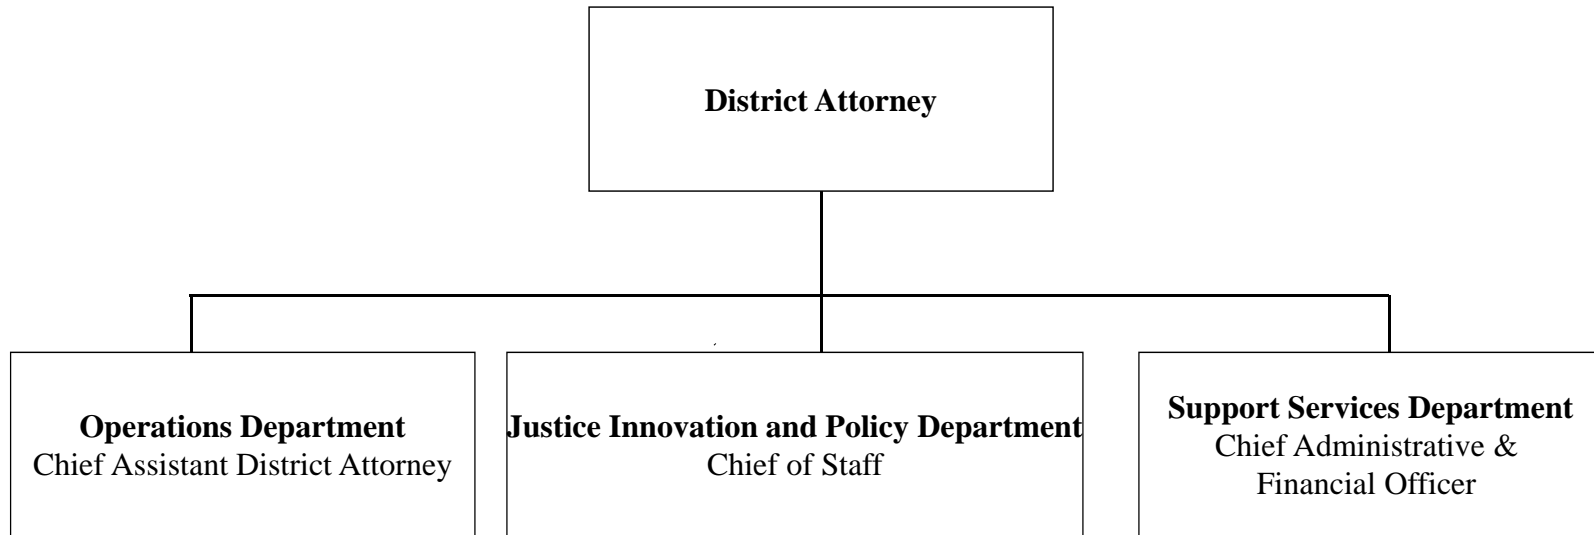 District Attorney
Operations Department
Chief Assistant District Attorney
Justice Innovation and Policy Department
Chief of Staff
Support Services Department
Chief Administrative &
Financial Officer